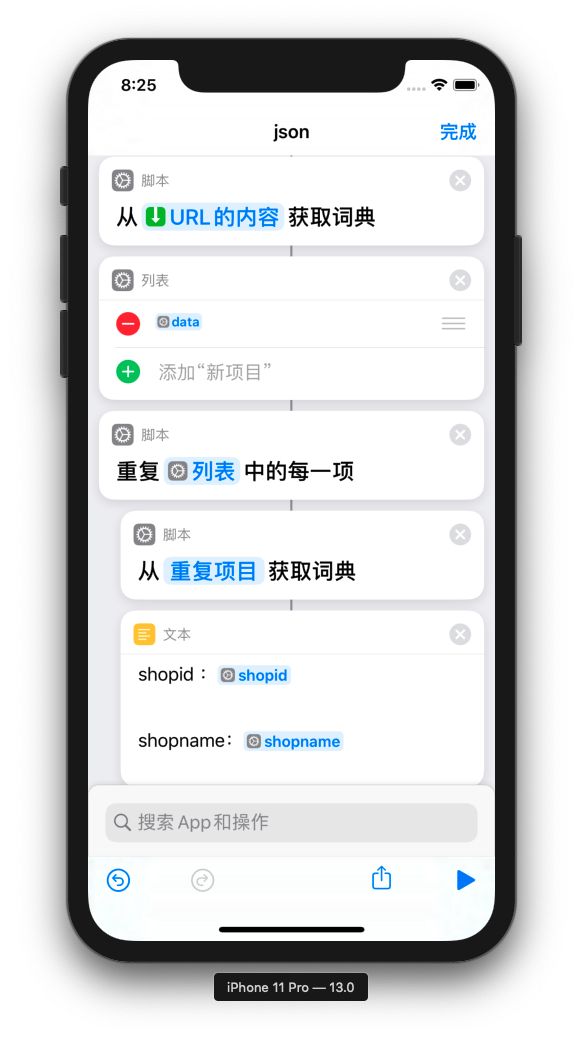 8:25
json
完成
脚本
从 URL的内容 获取词典
列表
data
添加“新项目”
脚本
重复 列表 中的每一项
脚本
从 重复项目 获取词典
文本
shopid： shopid
shopname： shopname
搜索 App 和操作
iPhone 11 Pro — 13.0